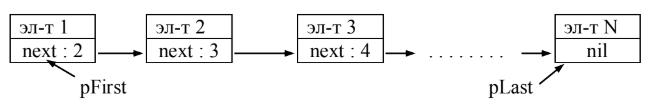 эл-т 1 эл-т 2 эл-т 3 эл-т N
next : 2 next : 3 next : 4 . . . . . . . . nil
pFirst pLast